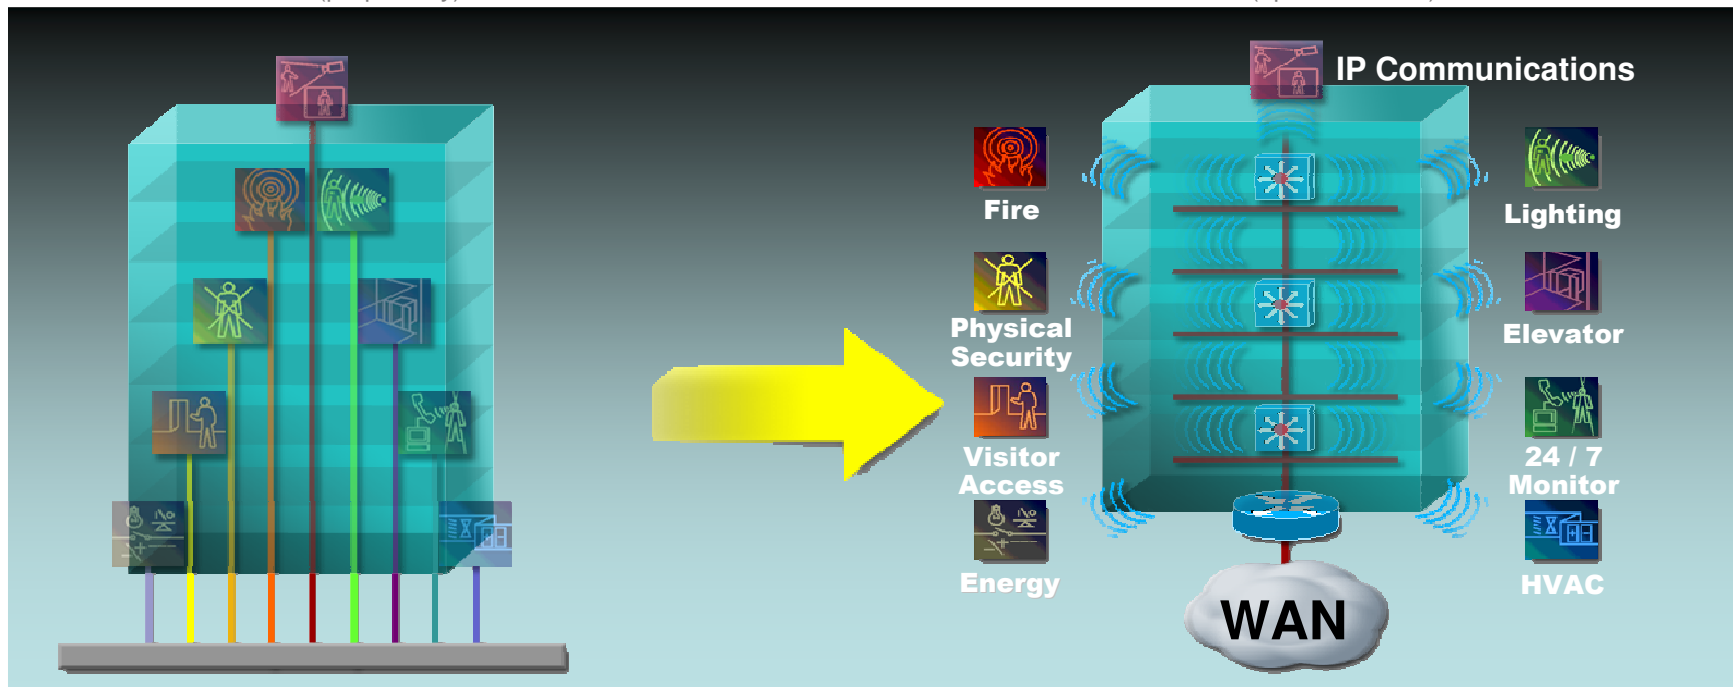 IP Communications
Fire
Lighting
Physical
Security
Elevator
Visitor
Access
24 / 7
Monitor
Energy
HVAC
WAN